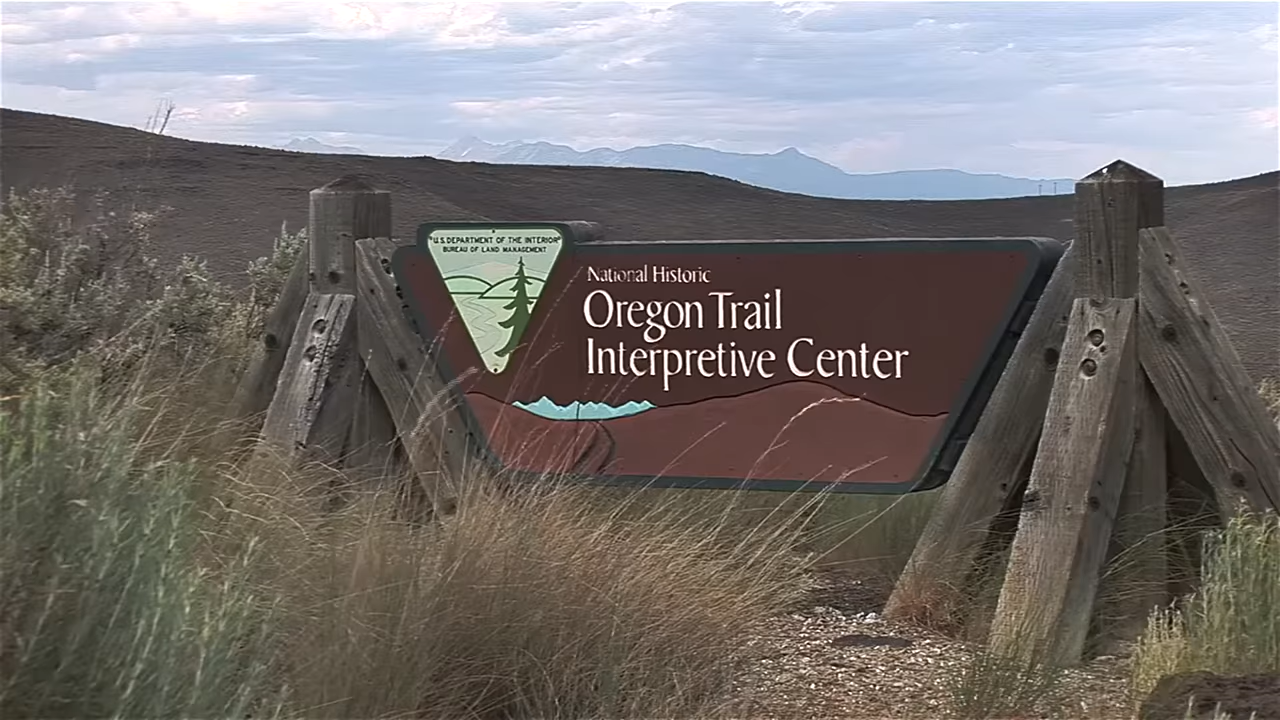 U.S. DEPARTMENT OF THE INTERIOR
BUREAU OF LAND MANAGEMENT
National Historic
Oregon Trail
Interpretive Center